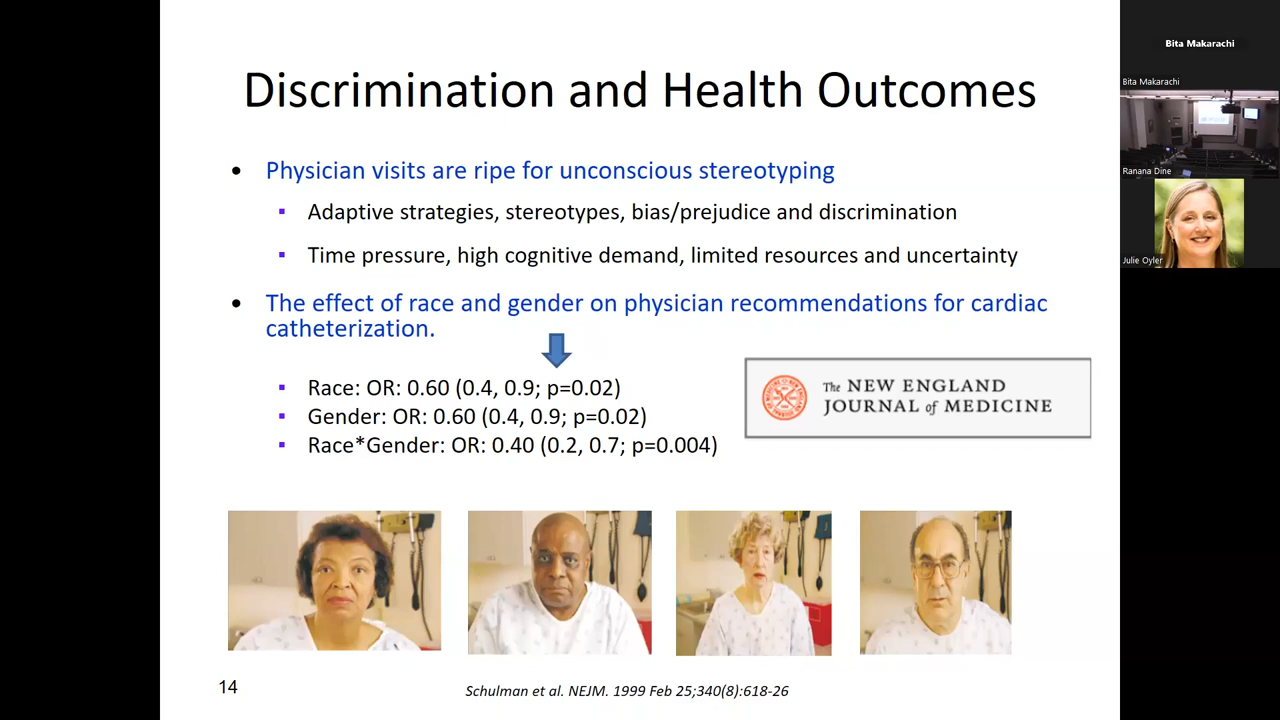 Discrimination and Health Outcomes
• Physician visits are ripe for unconscious stereotyping
▪ Adaptive strategies, stereotypes, bias/prejudice and discrimination
▪ Time pressure, high cognitive demand, limited resources and uncertainty
• The effect of race and gender on physician recommendations for cardiac
catheterization.
▪ Race: OR: 0.60 (0.4, 0.9; p=0.02)
▪ Gender: OR: 0.60 (0.4, 0.9; p=0.02)
▪ Race*Gender: OR: 0.40 (0.2, 0.7; p=0.004)
The NEW ENGLAND
JOURNAL of MEDICINE
14
Schulman et al. NEJM. 1999 Feb 25;340(8):618-26
Bita Makarachi
Bita Makarachi
Ranana Dine
Julie Oyler